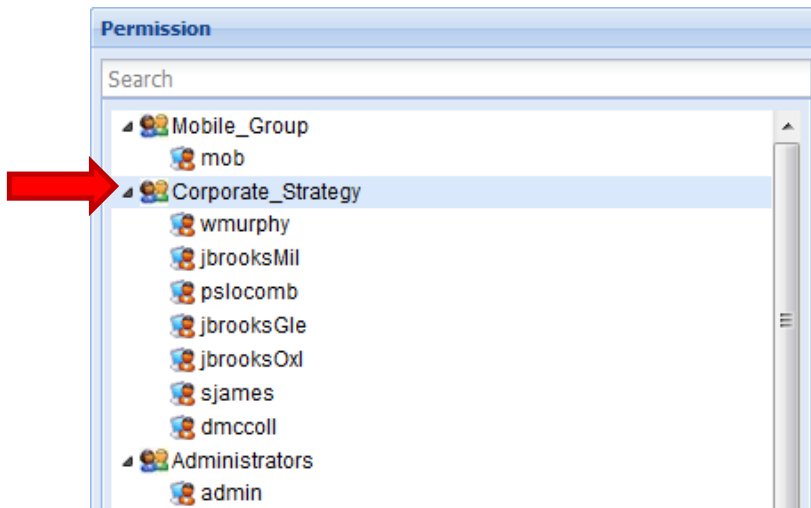 Permission
Search
Mobile_Group
mob
Corporate_Strategy
wmurphy
jbrooksMil
pslocomb
jbrooksGle
jbrooksOxl
sjames
dmccoll
Administrators
admin